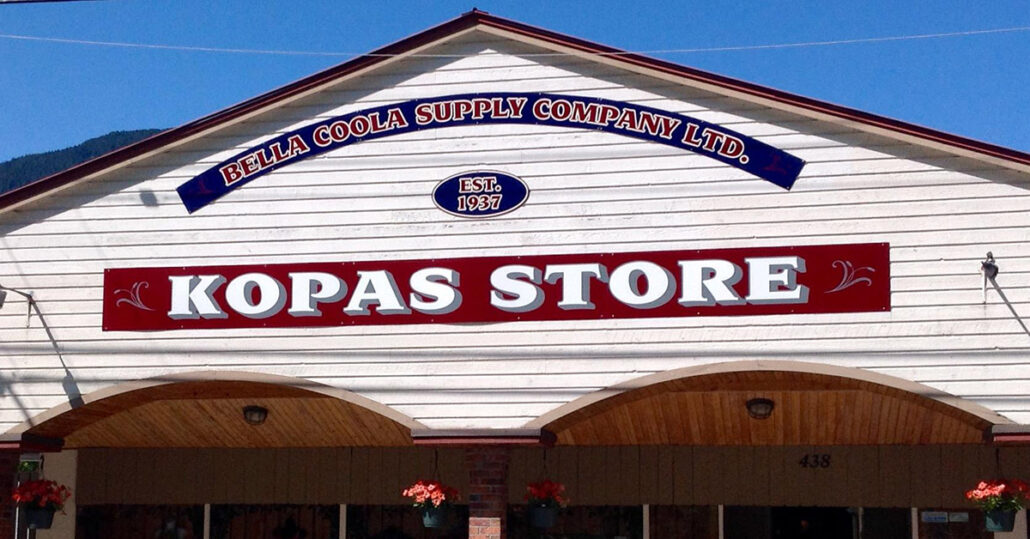 BELLA COOLA SUPPLY COMPANY LTD.
EST.
1937
KOPAS STORE
438